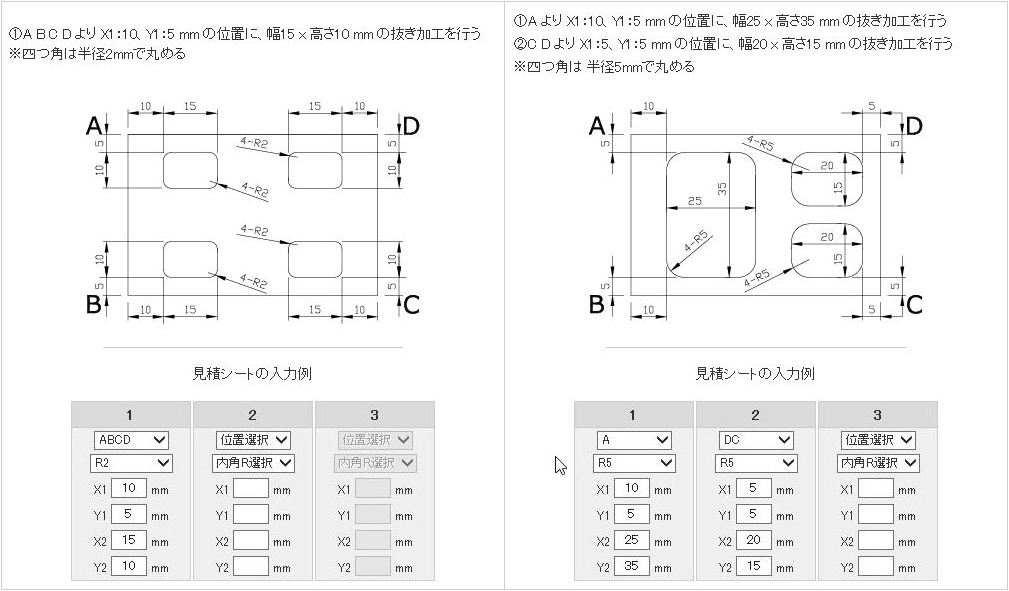 ①ＡＢＣＤより X1:10、Y1:5 mmの位置に、幅15 x 高さ10 mmの抜き加工を行う
※四つ角は半径2mmで丸める
10 15 15 10
A D
5 4-R2 5
10 10
4-R2
4-R2
10 10
4-R2
5 5
B C
10 15 15 10
見積シートの入力例
1 2 3
ABCD 位置選択 位置選択
R2 内角R選択 内角R選択
X1 10 mm X1 mm X1 mm
Y1 5 mm Y1 mm Y1 mm
X2 15 mm X2 mm X2 mm
Y2 10 mm Y2 mm Y2 mm
①Ａより X1:10、Y1:5 mmの位置に、幅25 x 高さ35 mmの抜き加工を行う
②ＣＤより X1:5、Y1:5 mmの位置に、幅20 x 高さ15 mmの抜き加工を行う
※四つ角は 半径5mmで丸める
10 5
A D
5 4-R5 5
20
35 15
25
4-R5 20
15
4-R5
5 5
B C
10 5
見積シートの入力例
1 2 3
A DC 位置選択
R5 R5 内角R選択
X1 10 mm X1 5 mm X1 mm
Y1 5 mm Y1 5 mm Y1 mm
X2 25 mm X2 20 mm X2 mm
Y2 35 mm Y2 15 mm Y2 mm